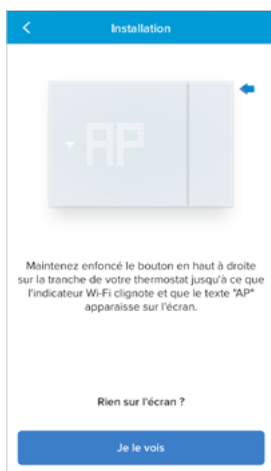 Installation
AP
Maintenez enfoncé le bouton en haut à droite
sur la tranche de votre thermostat jusqu'à ce que
l'indicateur Wi-Fi clignote et que le texte "AP"
apparaisse sur l'écran.
Rien sur l'écran ?
Je le vois